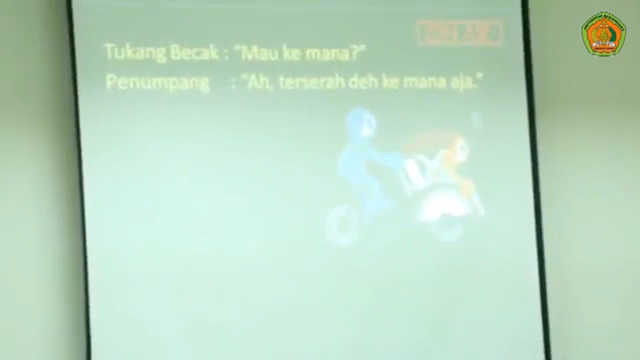 Tukang Becak : “Mau ke mana?”
Penumpang : “Ah, terserah deh ke mana aja.”